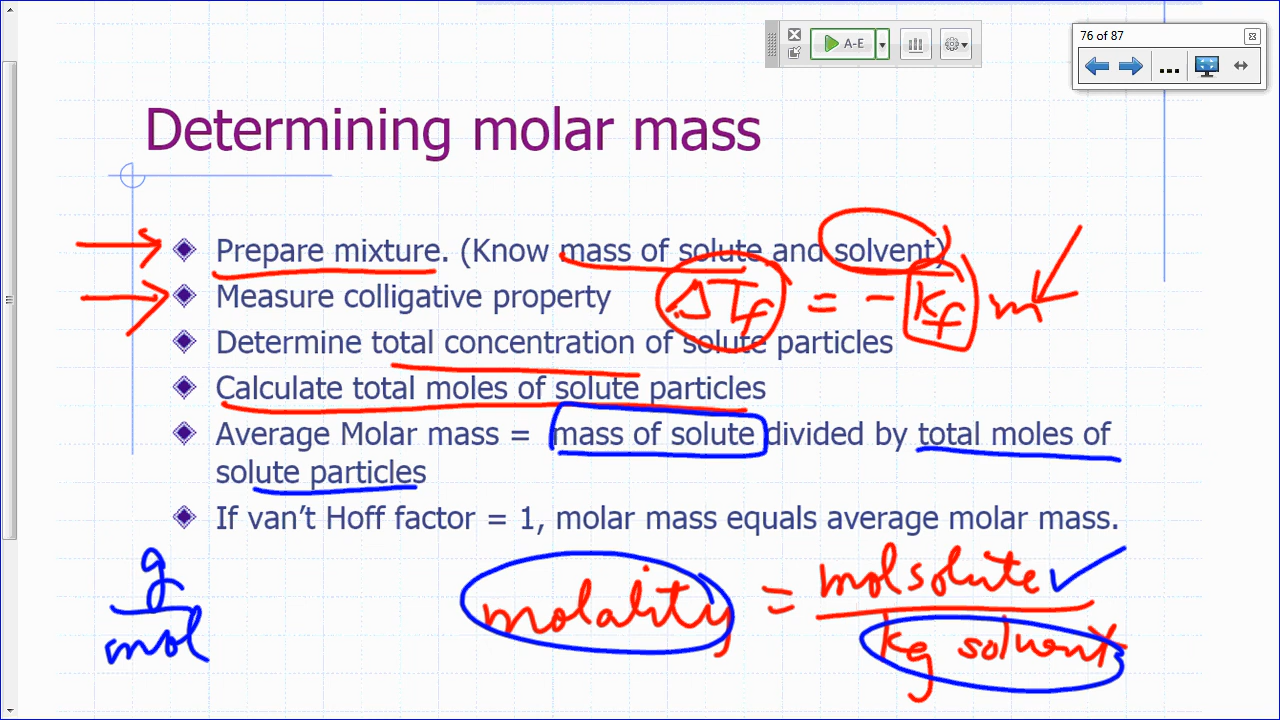 A-E
76 of 87
Determining molar mass
Prepare mixture. (Know mass of solute and solvent)
Measure colligative property ΔTf = - kf m
Determine total concentration of solute particles
Calculate total moles of solute particles
Average Molar mass = mass of solute divided by total moles of
solute particles
If van't Hoff factor = 1, molar mass equals average molar mass.
g
mol
molality = mol solute
kg solvent